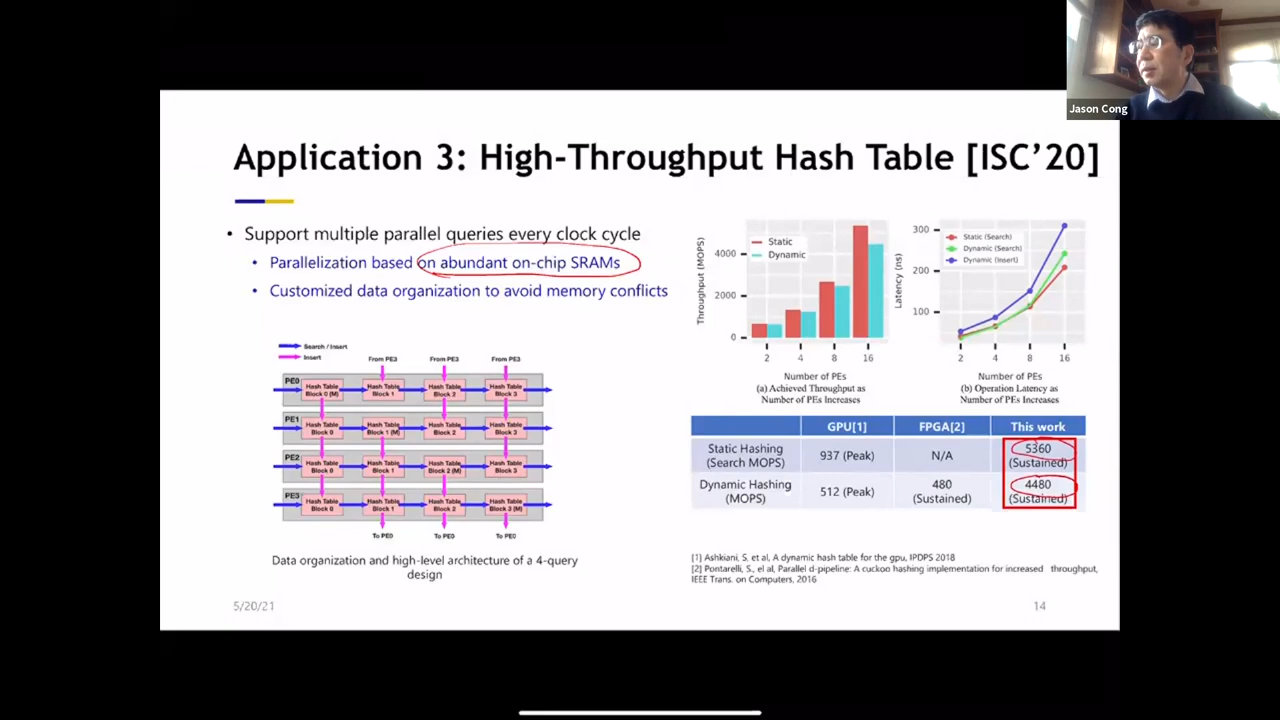 Jason Cong
Application 3: High-Throughput Hash Table [ISC'20]
• Support multiple parallel queries every clock cycle
• Parallelization based on abundant on-chip SRAMs
• Customized data organization to avoid memory conflicts
Search / Insert
Insert
From PE3 From PE3 From PE3
PE0
Hash Table Block 0 (M) Hash Table Block 1 Hash Table Block 2 Hash Table Block 3
PE1
Hash Table Block 0 Hash Table Block 1 (M) Hash Table Block 2 Hash Table Block 3
PE2
Hash Table Block 0 Hash Table Block 1 Hash Table Block 2 (M) Hash Table Block 3
PE3
Hash Table Block 0 Hash Table Block 1 Hash Table Block 2 Hash Table Block 3 (M)
To PE0 To PE0 To PE0
Data organization and high-level architecture of a 4-query
design
Throughput (MOPS)
4000
2000
0
Static
Dynamic
2 4 8 16
Number of PEs
(a) Achieved Throughput as
Number of PEs Increases
Latency (ns)
300
200
100
Static (Search)
Dynamic (Search)
Dynamic (Insert)
2 4 8 16
Number of PEs
(b) Operation Latency as
Number of PEs Increases
GPU[1] FPGA[2] This work
Static Hashing
(Search MOPS)
937 (Peak)
N/A
5360
(Sustained)
Dynamic Hashing
(MOPS)
512 (Peak)
480
(Sustained)
4480
(Sustained)
[1] Ashkiani, S. et al, A dynamic hash table for the gpu, IPDPS 2018
[2] Pontarelli, S., el al, Parallel d-pipeline: A cuckoo hashing implementation for increased throughput,
IEEE Trans. on Computers, 2016
5/20/21
14